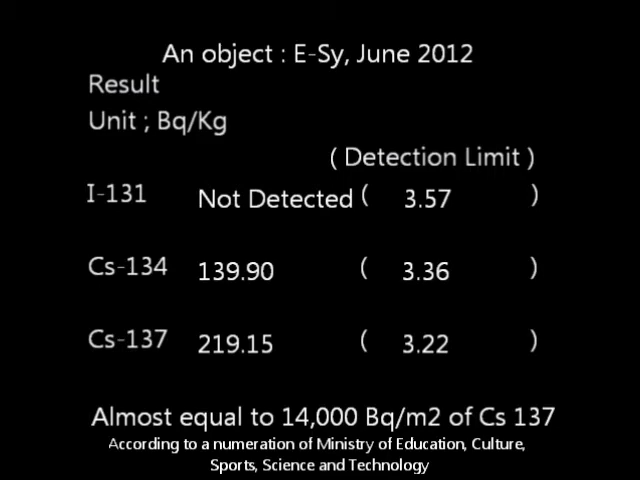 An object : E-Sy, June 2012
Result
Unit ; Bq/Kg
( Detection Limit )
I-131 Not Detected ( 3.57 )
Cs-134 139.90 ( 3.36 )
Cs-137 219.15 ( 3.22 )
Almost equal to 14,000 Bq/m2 of Cs 137
According to a numeration of Ministry of Education, Culture,
Sports, Science and Technology